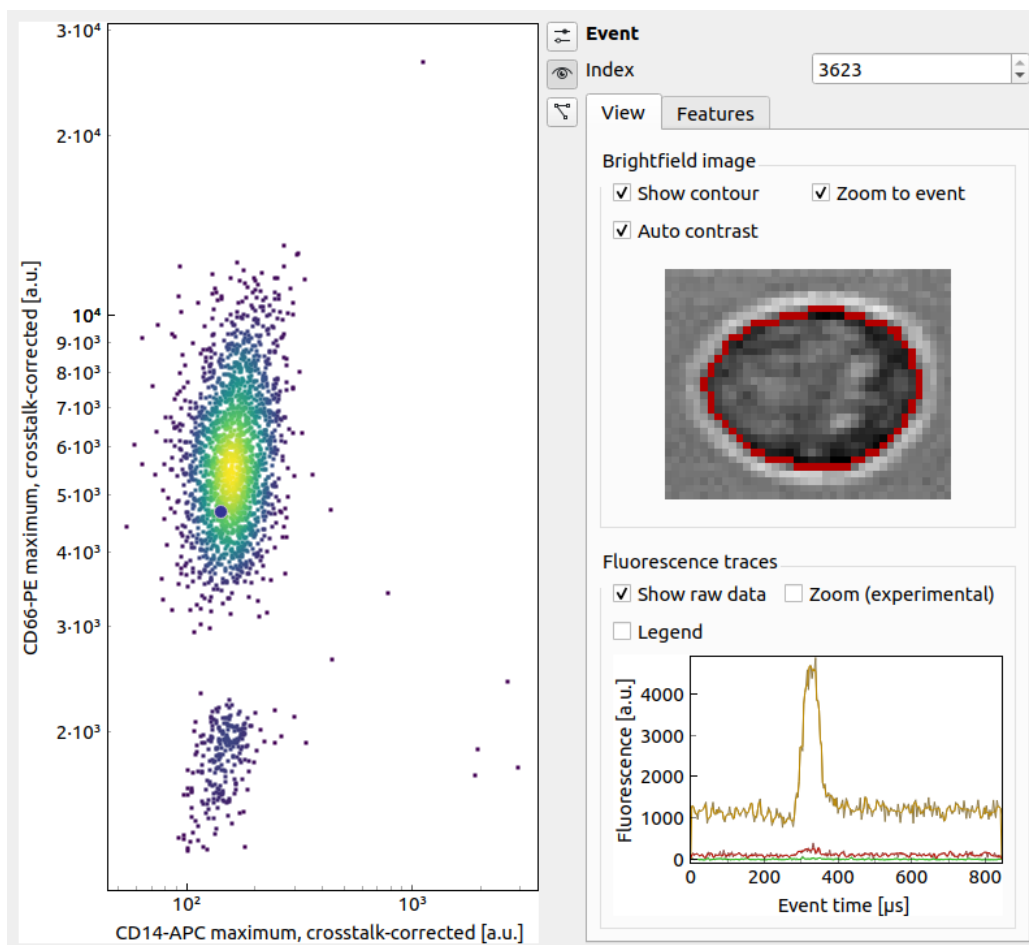 3·10⁴
2·10⁴
10⁴
9·10³
8·10³
7·10³
6·10³
5·10³
4·10³
3·10³
2·10³
CD66-PE maximum, crosstalk-corrected [a.u.]
10²
10³
CD14-APC maximum, crosstalk-corrected [a.u.]
Event
Index
3623
View
Features
Brightfield image
Show contour
Zoom to event
Auto contrast
Fluorescence traces
Show raw data
Zoom (experimental)
Legend
Fluorescence [a.u.]
4000
3000
2000
1000
0
0
200
400
600
800
Event time [µs]